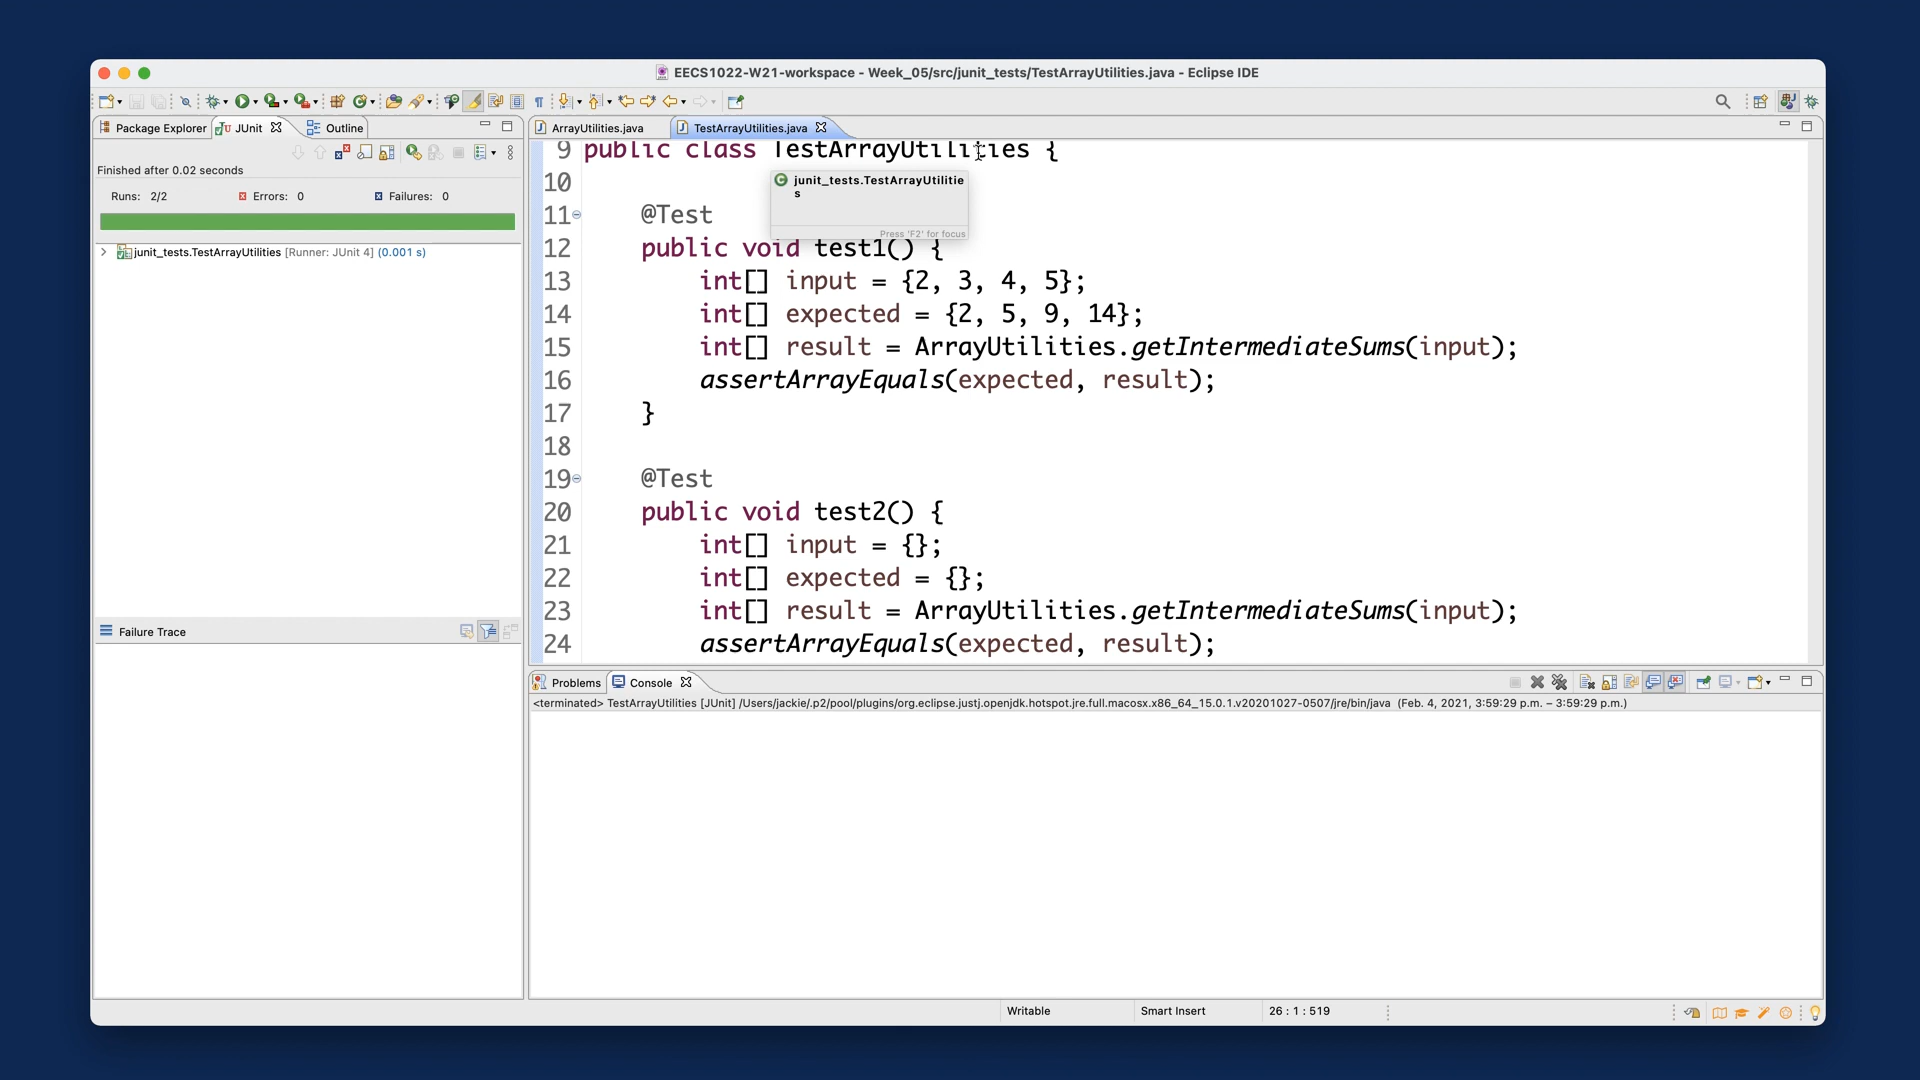 EECS1022-W21-workspace - Week_05/src/junit_tests/TestArrayUtilities.java - Eclipse IDE
Package Explorer
JUnit
Outline
Finished after 0.02 seconds
Runs: 2/2
Errors: 0
Failures: 0
junit_tests.TestArrayUtilities [Runner: JUnit 4] (0.001 s)
Failure Trace
ArrayUtilities.java
TestArrayUtilities.java
9 public class TestArrayUtilities {
junit_tests.TestArrayUtilitie
s
Press 'F2' for focus
10
11 @Test
12 public void test1() {
13 int[] input = {2, 3, 4, 5};
14 int[] expected = {2, 5, 9, 14};
15 int[] result = ArrayUtilities.getIntermediateSums(input);
16 assertArrayEquals(expected, result);
17 }
18
19 @Test
20 public void test2() {
21 int[] input = {};
22 int[] expected = {};
23 int[] result = ArrayUtilities.getIntermediateSums(input);
24 assertArrayEquals(expected, result);
Problems
Console
<terminated> TestArrayUtilities [JUnit] /Users/jackie/.p2/pool/plugins/org.eclipse.justj.openjdk.hotspot.jre.full.macosx.x86_64_15.0.1.v20201027-0507/jre/bin/java (Feb. 4, 2021, 3:59:29 p.m. – 3:59:29 p.m.)
Writable
Smart Insert
26 : 1 : 519